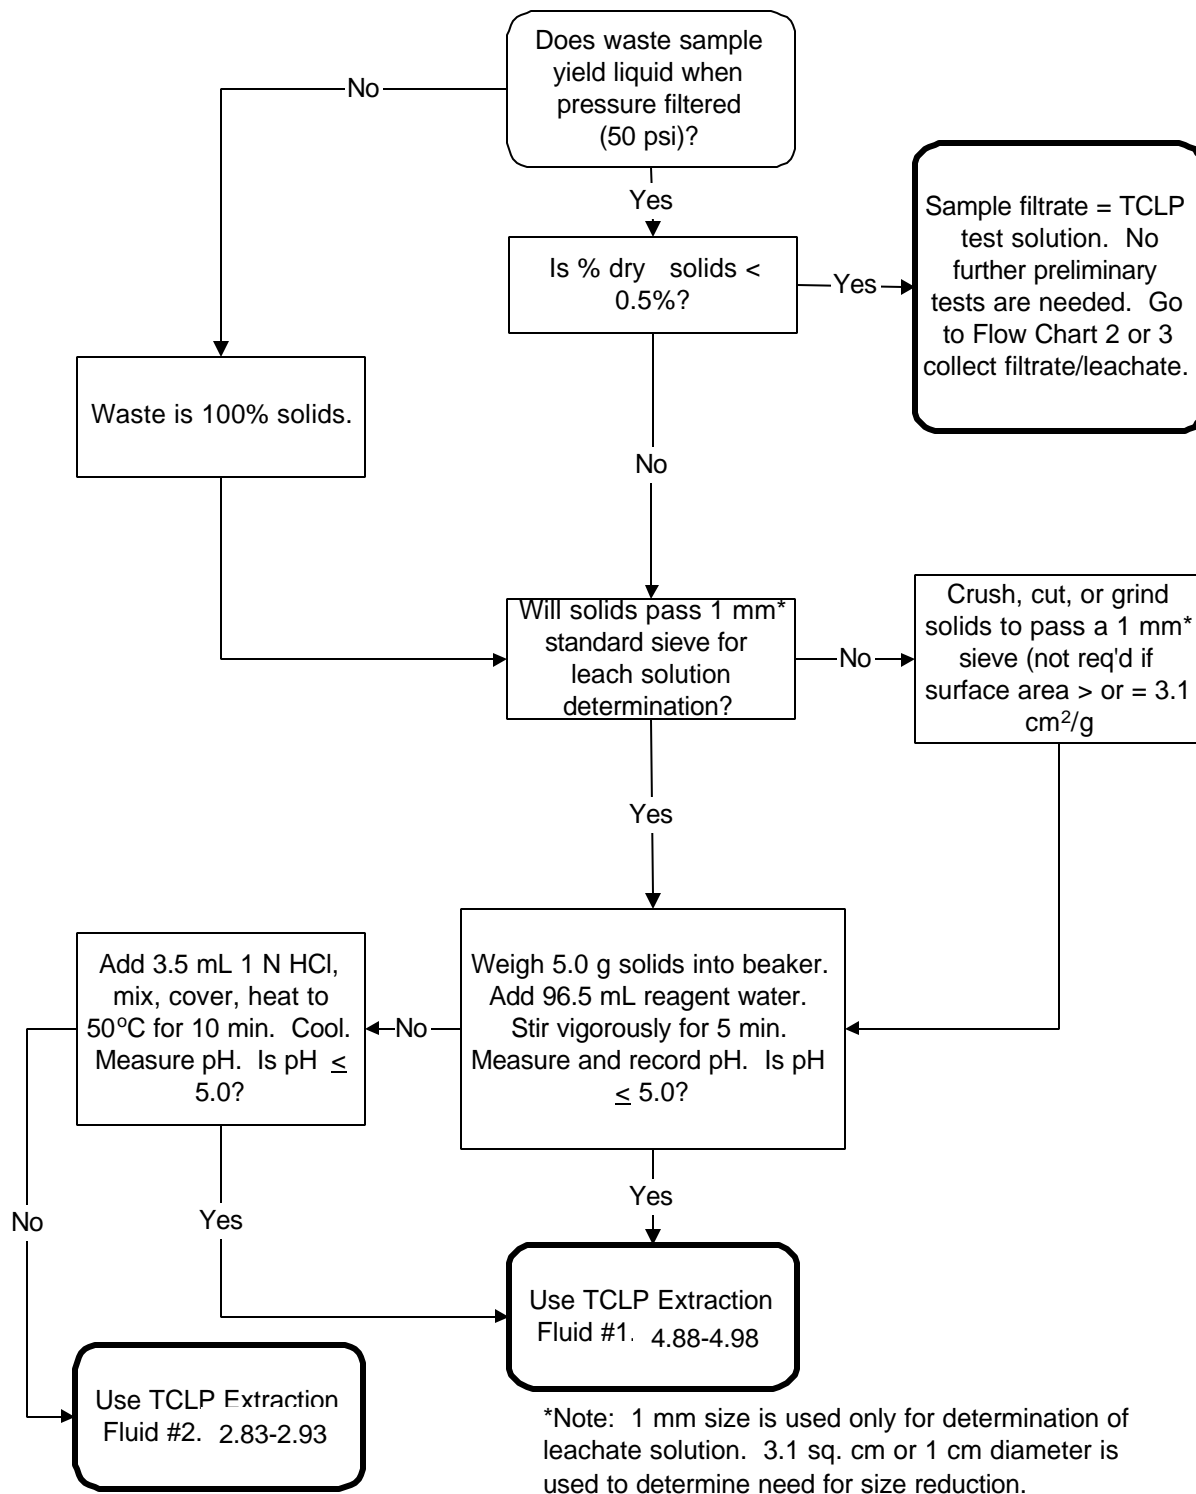 Does waste sample
yield liquid when
pressure filtered
(50 psi)?
No
Yes
Is % dry solids <
0.5%?
Yes
Sample filtrate = TCLP
test solution. No
further preliminary
tests are needed. Go
to Flow Chart 2 or 3
collect filtrate/leachate.
Waste is 100% solids.
No
Will solids pass 1 mm*
standard sieve for
leach solution
determination?
No
Crush, cut, or grind
solids to pass a 1 mm*
sieve (not req'd if
surface area > or = 3.1
cm²/g
Yes
Weigh 5.0 g solids into beaker.
Add 96.5 mL reagent water.
Stir vigorously for 5 min.
Measure and record pH. Is pH
≤ 5.0?
No
Add 3.5 mL 1 N HCl,
mix, cover, heat to
50°C for 10 min. Cool.
Measure pH. Is pH ≤
5.0?
No
Yes
Yes
Use TCLP Extraction
Fluid #1. 4.88-4.98
Use TCLP Extraction
Fluid #2. 2.83-2.93
*Note: 1 mm size is used only for determination of
leachate solution. 3.1 sq. cm or 1 cm diameter is
used to determine need for size reduction.